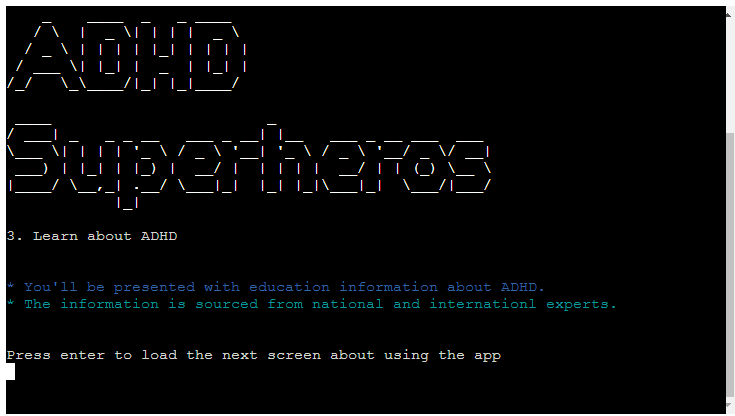 ADHD
Superheros
3. Learn about ADHD
* You'll be presented with education information about ADHD.
* The information is sourced from national and internationl experts.
Press enter to load the next screen about using the app